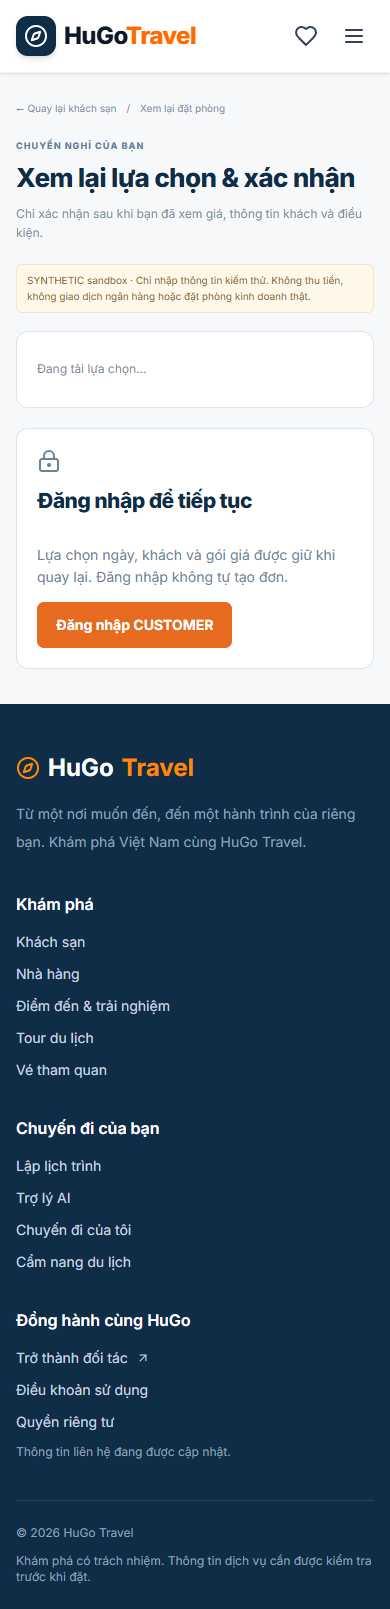 HuGoTravel
← Quay lại khách sạn / Xem lại đặt phòng
CHUYẾN NGHỈ CỦA BẠN
Xem lại lựa chọn & xác nhận
Chỉ xác nhận sau khi bạn đã xem giá, thông tin khách và điều
kiện.
SYNTHETIC sandbox · Chỉ nhập thông tin kiểm thử. Không thu tiền,
không giao dịch ngân hàng hoặc đặt phòng kinh doanh thật.
Đang tải lựa chọn...
Đăng nhập để tiếp tục
Lựa chọn ngày, khách và gói giá được giữ khi
quay lại. Đăng nhập không tự tạo đơn.
Đăng nhập CUSTOMER
HuGo Travel
Từ một nơi muốn đến, đến một hành trình của riêng
bạn. Khám phá Việt Nam cùng HuGo Travel.
Khám phá
Khách sạn
Nhà hàng
Điểm đến & trải nghiệm
Tour du lịch
Vé tham quan
Chuyến đi của bạn
Lập lịch trình
Trợ lý AI
Chuyến đi của tôi
Cẩm nang du lịch
Đồng hành cùng HuGo
Trở thành đối tác ↗
Điều khoản sử dụng
Quyền riêng tư
Thông tin liên hệ đang được cập nhật.
© 2026 HuGo Travel
Khám phá có trách nhiệm. Thông tin dịch vụ cần được kiểm tra
trước khi đặt.